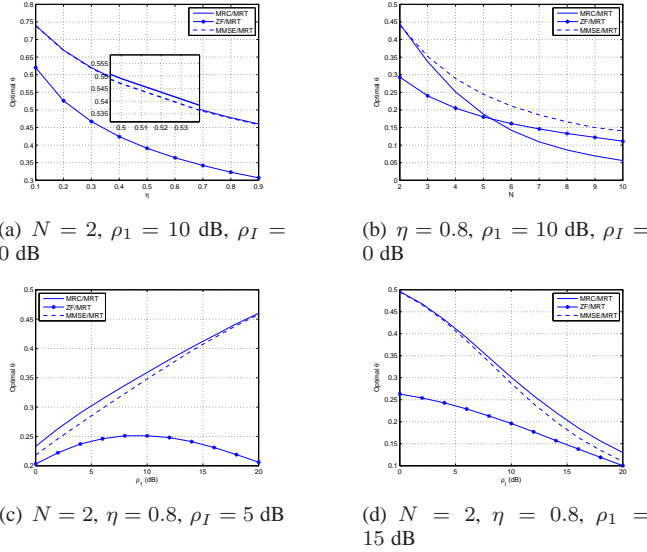 0.8
0.75
0.7
0.65
0.6
0.55
0.5
0.45
0.4
0.35
0.3
Optimal θ
MRC/MRT
ZF/MRT
MMSE/MRT
0.555
0.55
0.545
0.54
0.535
0.5 0.51 0.52 0.53
0.1 0.2 0.3 0.4 0.5 0.6 0.7 0.8 0.9
η
(a) N = 2, ρ₁ = 10 dB, ρ_I =
0 dB
0.5
0.45
0.4
0.35
0.3
0.25
0.2
0.15
0.1
0.05
0
Optimal θ
MRC/MRT
ZF/MRT
MMSE/MRT
2 3 4 5 6 7 8 9 10
N
(b) η = 0.8, ρ₁ = 10 dB, ρ_I =
0 dB
0.5
0.45
0.4
0.35
0.3
0.25
0.2
Optimal θ
MRC/MRT
ZF/MRT
MMSE/MRT
0 5 10 15 20
ρ₁ (dB)
(c) N = 2, η = 0.8, ρ_I = 5 dB
0.5
0.45
0.4
0.35
0.3
0.25
0.2
0.15
0.1
Optimal θ
MRC/MRT
ZF/MRT
MMSE/MRT
0 5 10 15 20
ρ_I (dB)
(d) N = 2, η = 0.8, ρ₁ =
15 dB